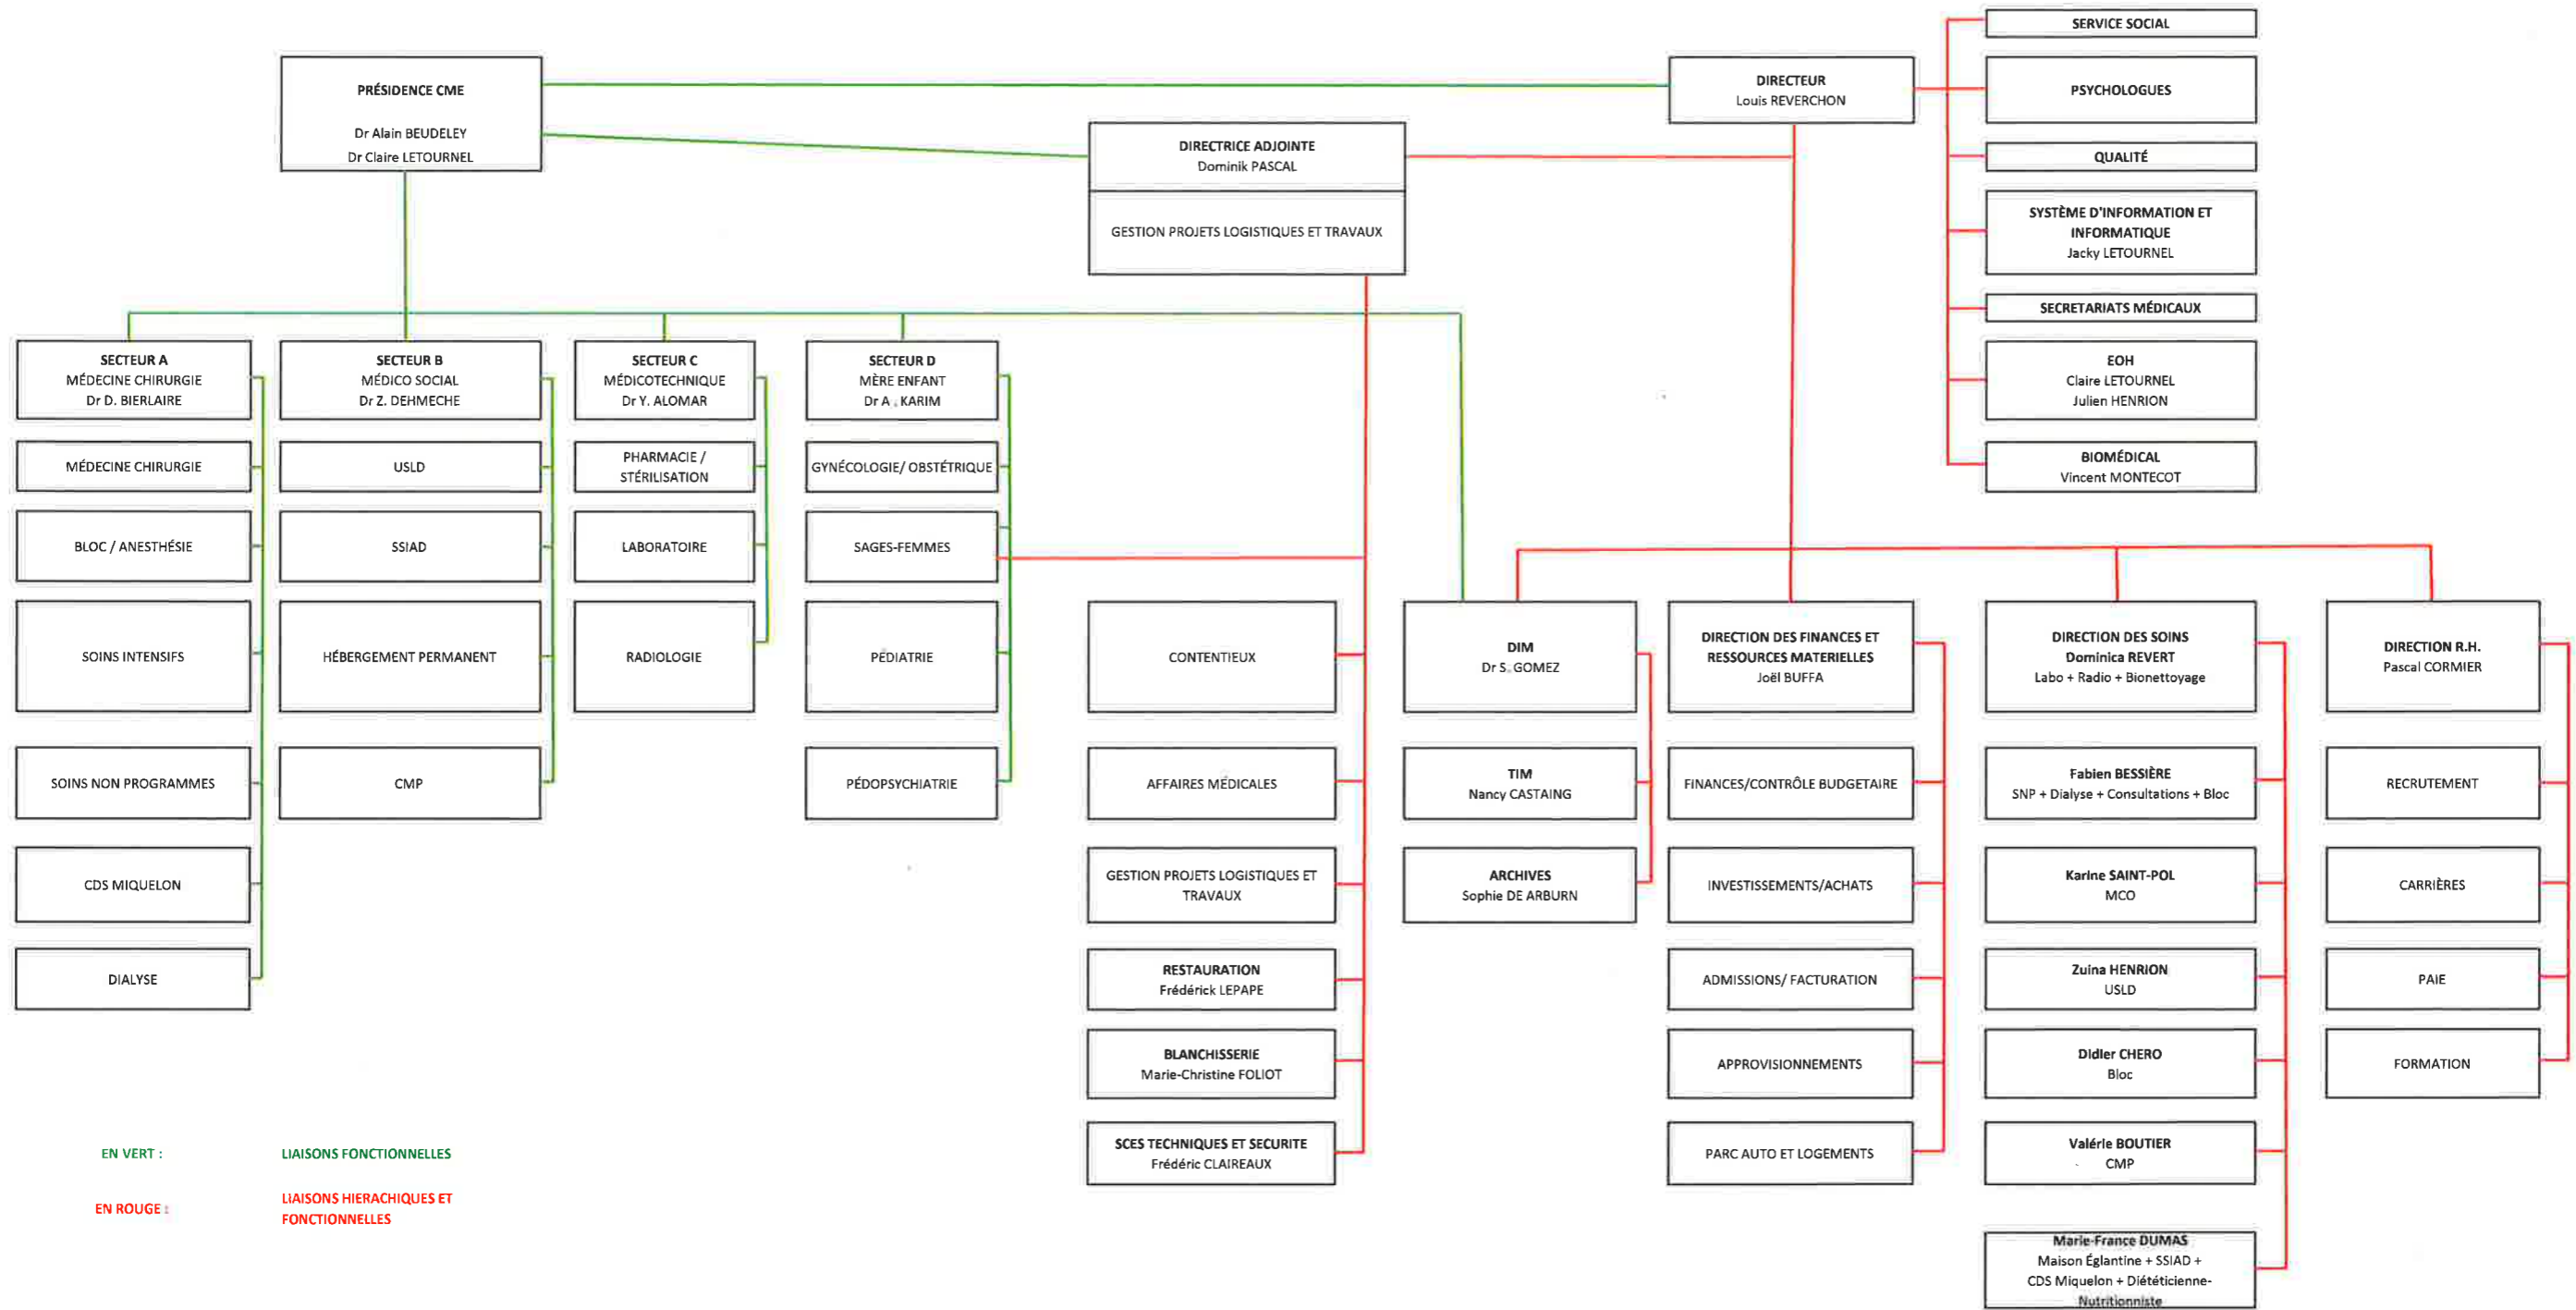 SERVICE SOCIAL
PRÉSIDENCE CME
Dr Alain BEUDELEY
Dr Claire LETOURNEL
DIRECTEUR
Louis REVERCHON
PSYCHOLOGUES
DIRECTRICE ADJOINTE
Dominik PASCAL
GESTION PROJETS LOGISTIQUES ET TRAVAUX
QUALITÉ
SYSTÈME D'INFORMATION ET
INFORMATIQUE
Jacky LETOURNEL
SECRETARIATS MÉDICAUX
EOH
Claire LETOURNEL
Julien HENRION
BIOMÉDICAL
Vincent MONTECOT
SECTEUR A
MÉDECINE CHIRURGIE
Dr D. BIERLAIRE
MÉDECINE CHIRURGIE
BLOC / ANESTHÉSIE
SOINS INTENSIFS
SOINS NON PROGRAMMES
CDS MIQUELON
DIALYSE
SECTEUR B
MÉDICO SOCIAL
Dr Z. DEHMECHE
USLD
SSIAD
HÉBERGEMENT PERMANENT
CMP
SECTEUR C
MÉDICOTECHNIQUE
Dr Y. ALOMAR
PHARMACIE /
STÉRILISATION
LABORATOIRE
RADIOLOGIE
SECTEUR D
MÈRE ENFANT
Dr A . KARIM
GYNÉCOLOGIE/ OBSTÉTRIQUE
SAGES-FEMMES
PÉDIATRIE
PÉDOPSYCHIATRIE
CONTENTIEUX
AFFAIRES MÉDICALES
GESTION PROJETS LOGISTIQUES ET
TRAVAUX
RESTAURATION
Frédérick LEPAPE
BLANCHISSERIE
Marie-Christine FOLIOT
SCES TECHNIQUES ET SECURITE
Frédéric CLAIREAUX
DIM
Dr S. GOMEZ
TIM
Nancy CASTAING
ARCHIVES
Sophie DE ARBURN
DIRECTION DES FINANCES ET
RESSOURCES MATERIELLES
Joël BUFFA
FINANCES/CONTRÔLE BUDGETAIRE
INVESTISSEMENTS/ACHATS
ADMISSIONS/ FACTURATION
APPROVISIONNEMENTS
PARC AUTO ET LOGEMENTS
DIRECTION DES SOINS
Dominica REVERT
Labo + Radio + Bionettoyage
Fabien BESSIÈRE
SNP + Dialyse + Consultations + Bloc
Karine SAINT-POL
MCO
Zuina HENRION
USLD
Didier CHERO
Bloc
Valérie BOUTIER
CMP
Marie-France DUMAS
Maison Églantine + SSIAD +
CDS Miquelon + Diététicienne-
Nutritionniste
DIRECTION R.H.
Pascal CORMIER
RECRUTEMENT
CARRIÈRES
PAIE
FORMATION
EN VERT : LIAISONS FONCTIONNELLES
EN ROUGE : LIAISONS HIERACHIQUES ET
FONCTIONNELLES